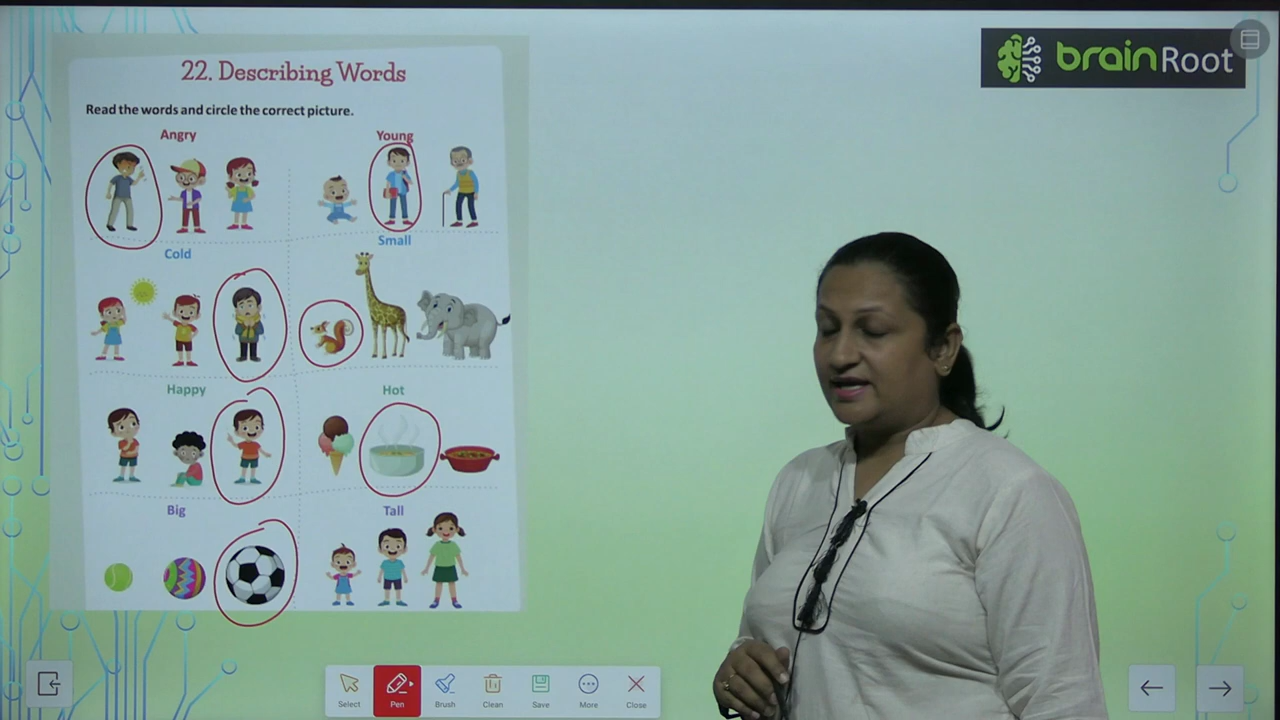 brainRoot
22. Describing Words
Read the words and circle the correct picture.
Angry
Young
Cold
Small
Happy
Hot
Big
Tall
Select
Pen
Brush
Clean
Save
More
Close